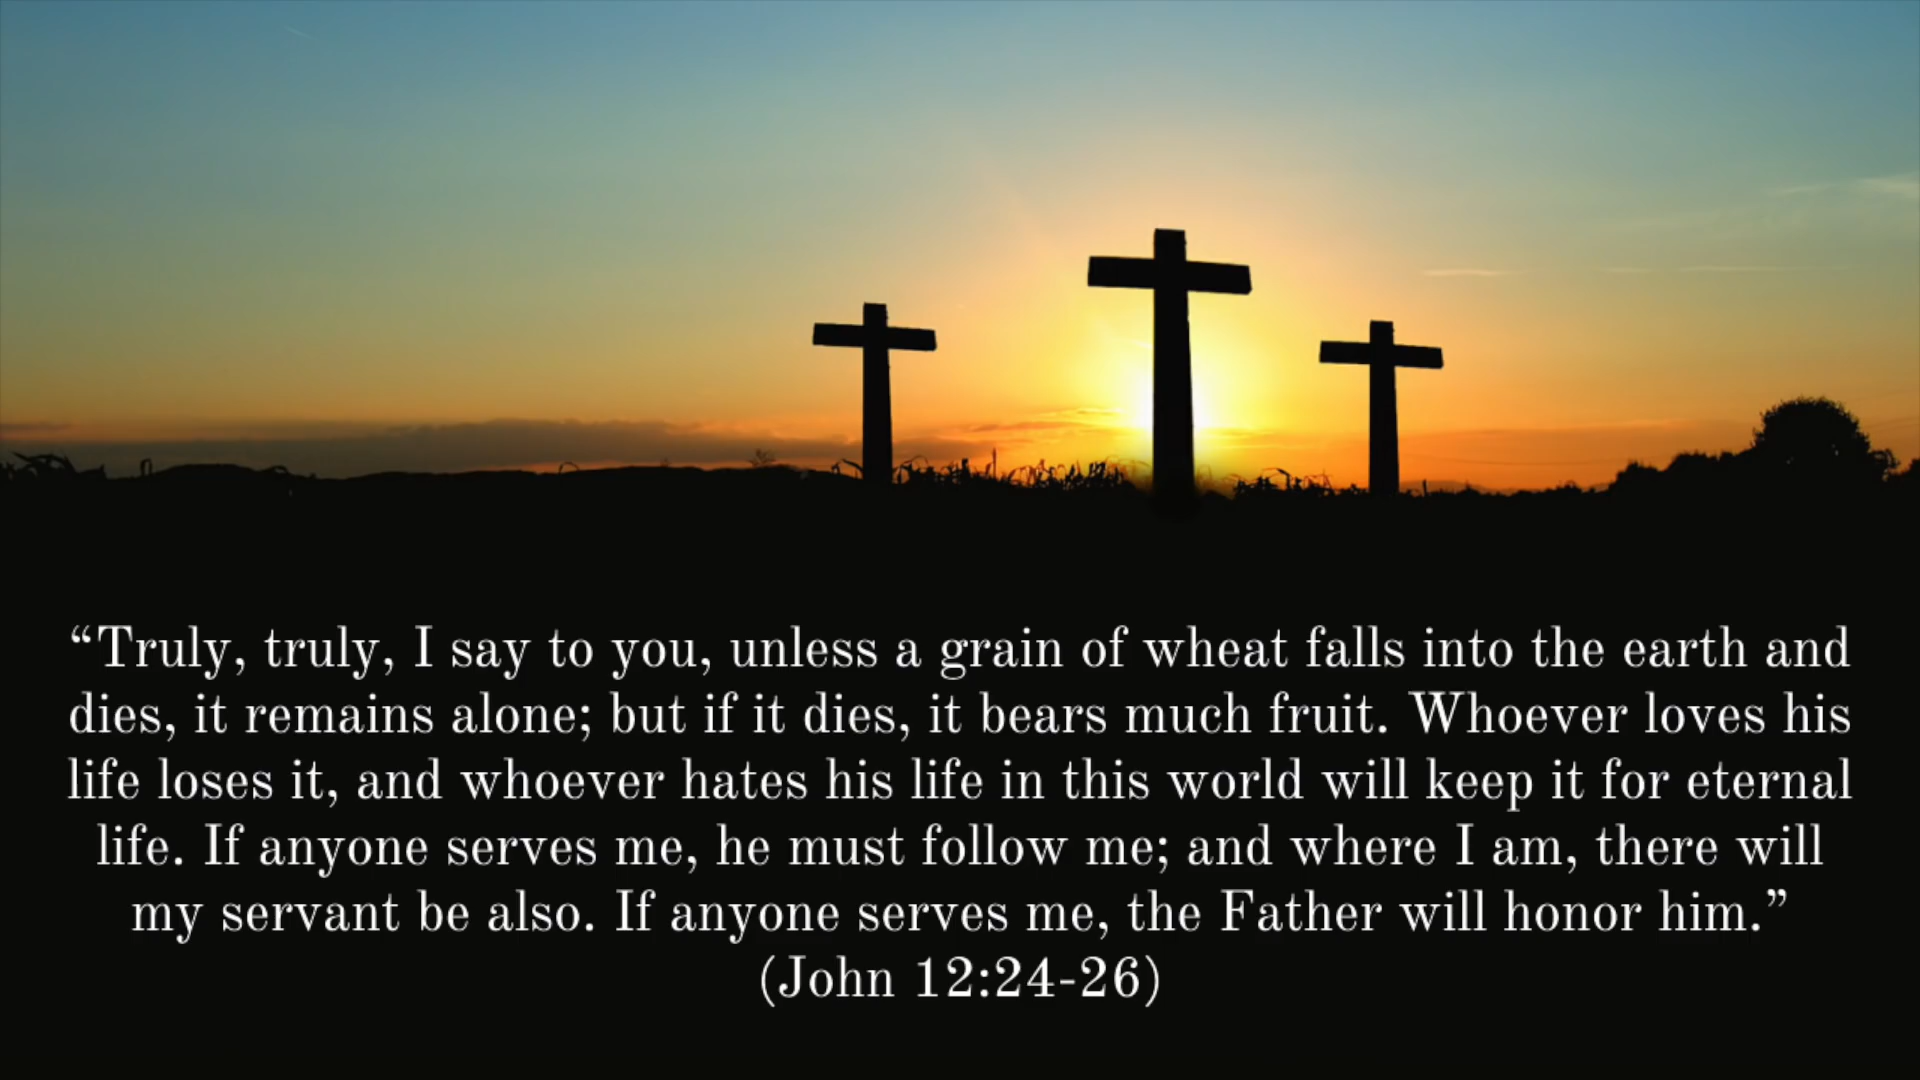 “Truly, truly, I say to you, unless a grain of wheat falls into the earth and
dies, it remains alone; but if it dies, it bears much fruit. Whoever loves his
life loses it, and whoever hates his life in this world will keep it for eternal
life. If anyone serves me, he must follow me; and where I am, there will
my servant be also. If anyone serves me, the Father will honor him.”
(John 12:24-26)